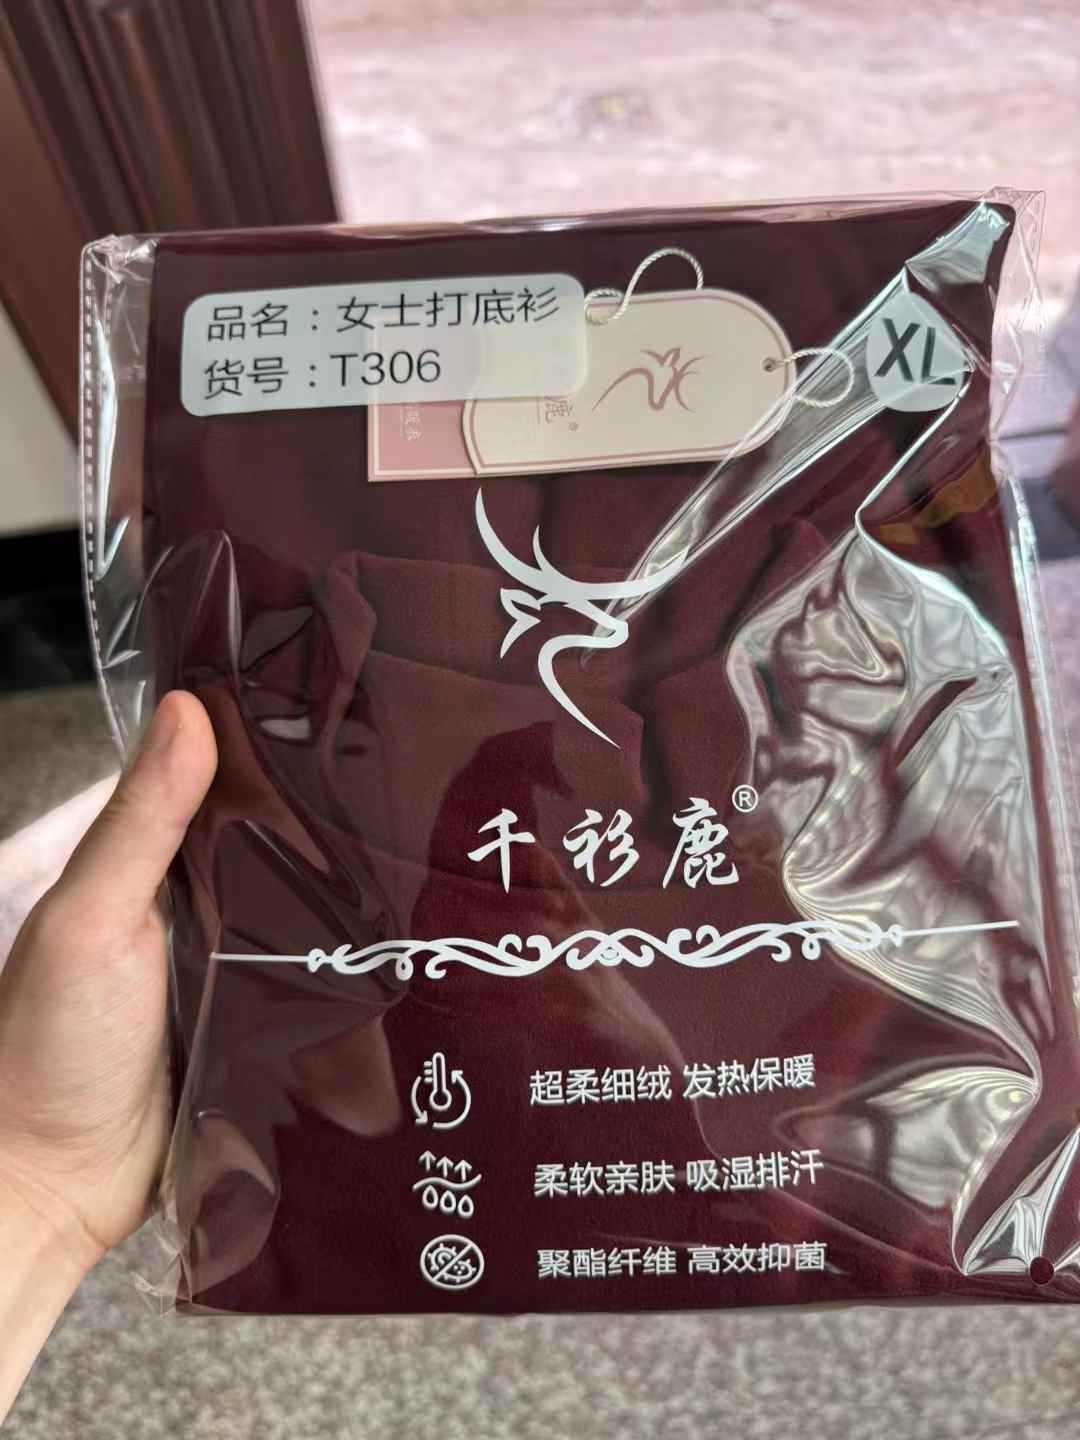 品名：女士打底衫
货号：T306
XL
鹿®
千衫鹿®
超柔细绒 发热保暖
柔软亲肤 吸湿排汗
聚酯纤维 高效抑菌